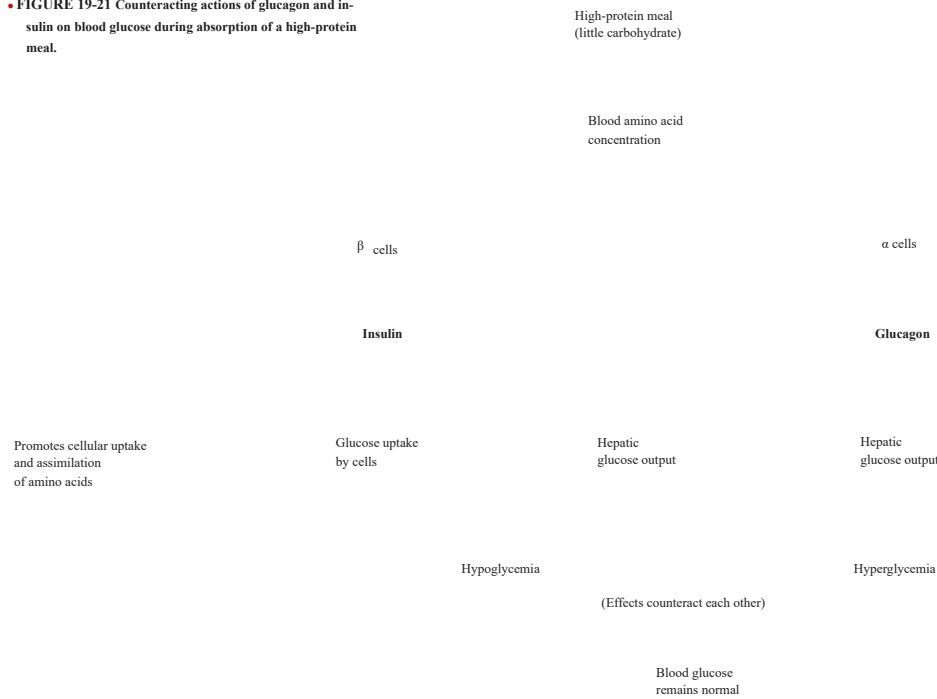 • FIGURE 19-21 Counteracting actions of glucagon and in-
sulin on blood glucose during absorption of a high-protein
meal.
High-protein meal
(little carbohydrate)
Blood amino acid
concentration
β cells
α cells
Insulin
Glucagon
Promotes cellular uptake
and assimilation
of amino acids
Glucose uptake
by cells
Hepatic
glucose output
Hepatic
glucose output
Hypoglycemia
Hyperglycemia
(Effects counteract each other)
Blood glucose
remains normal